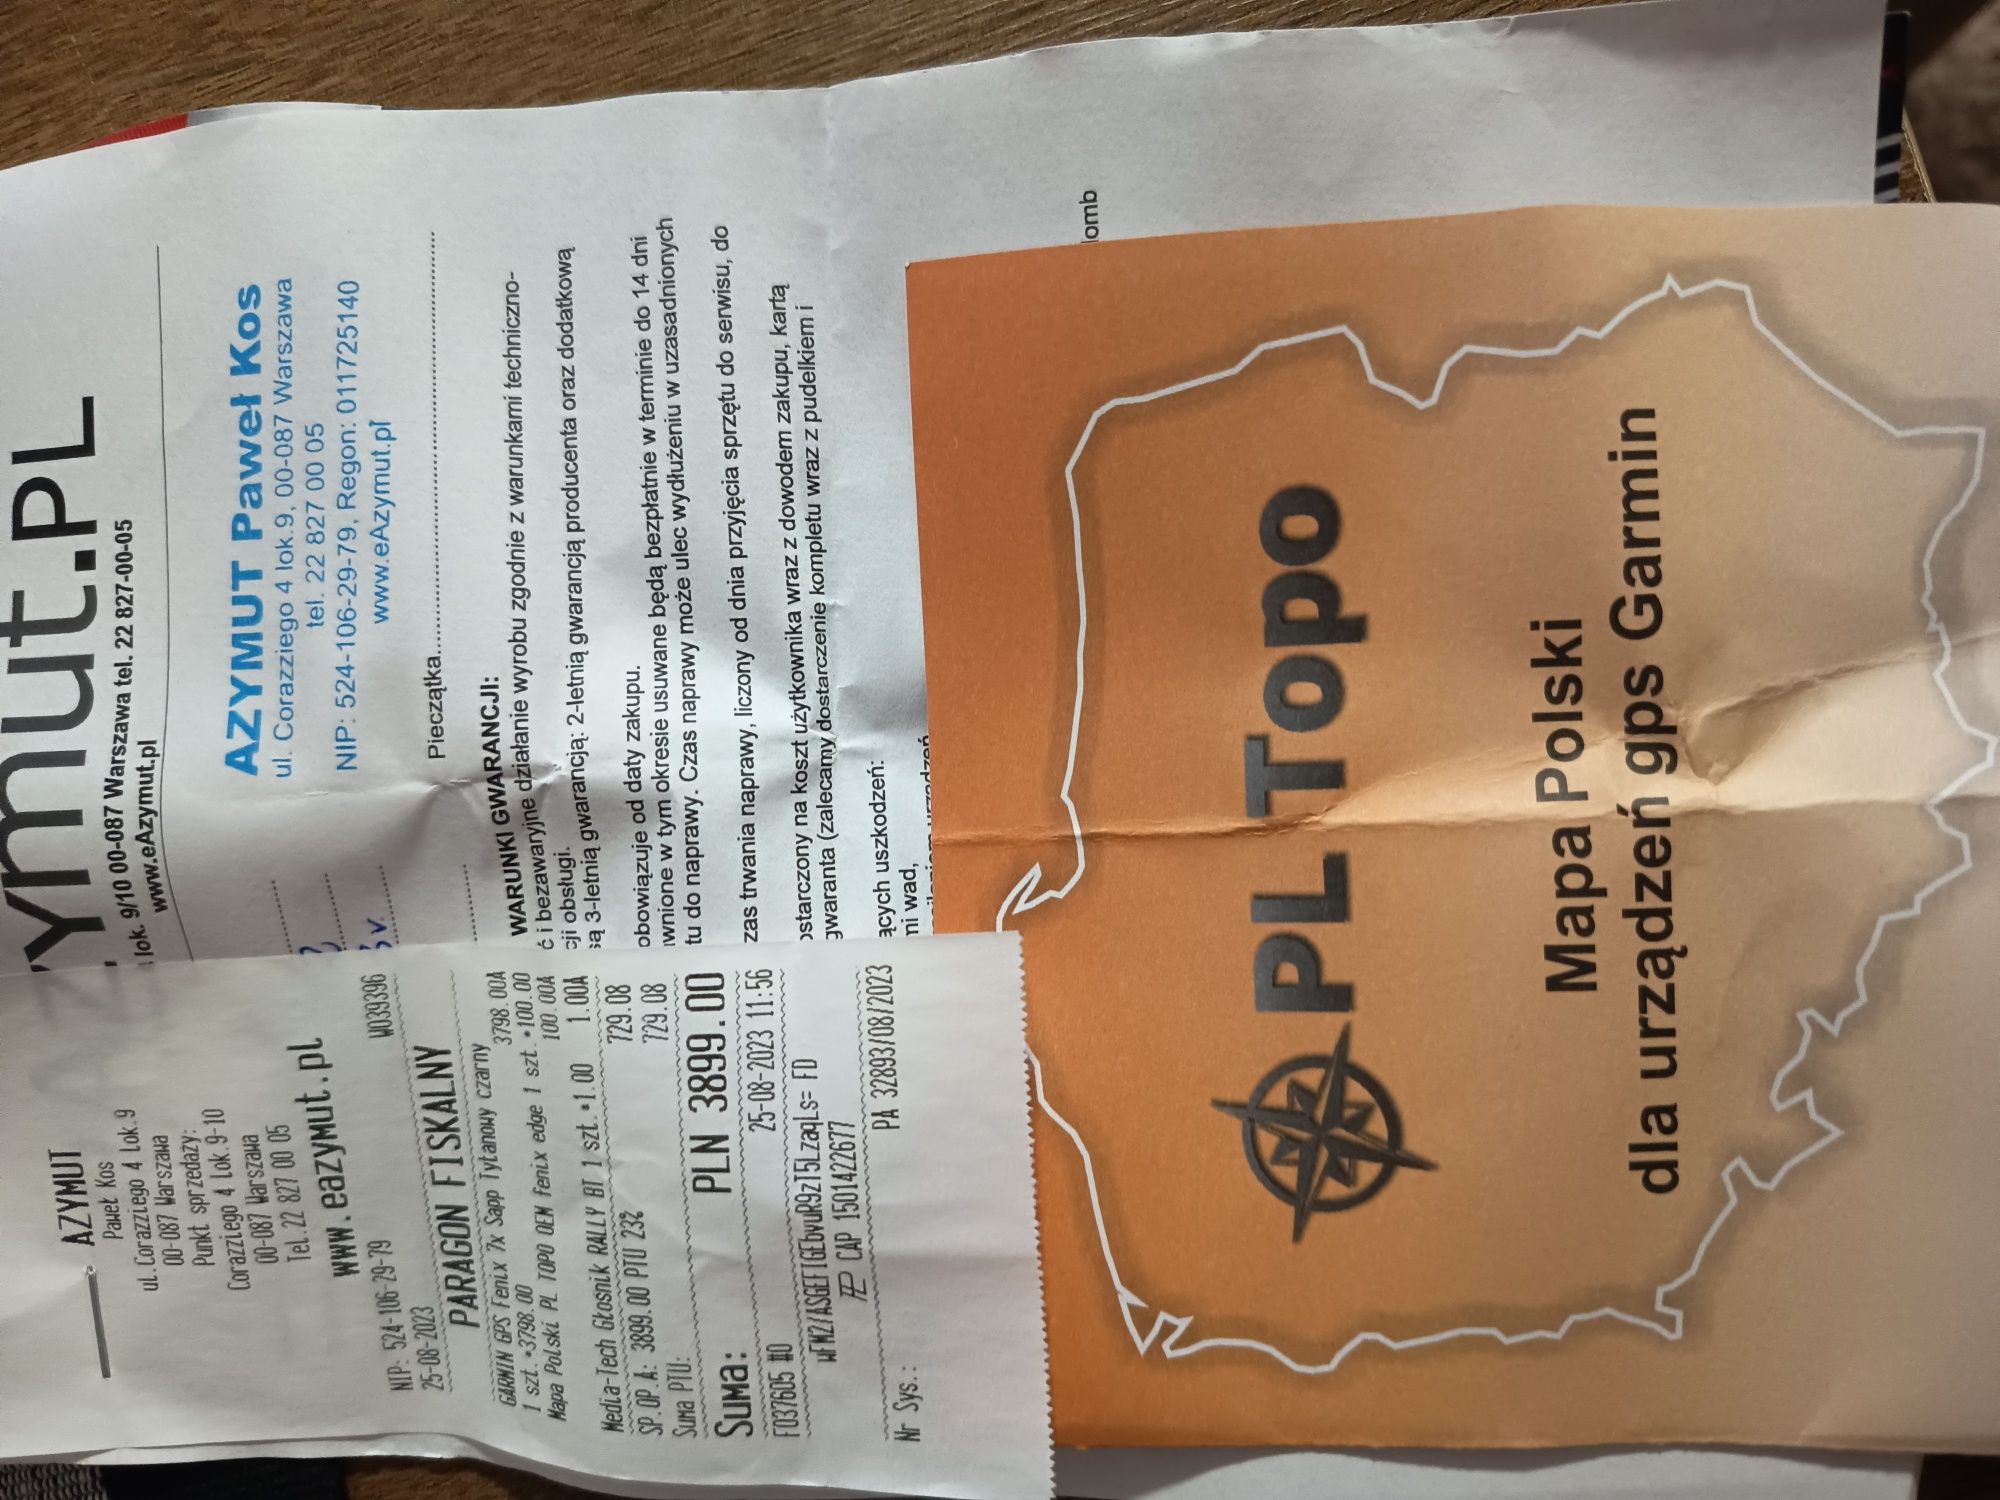 ymut.PL
lok. 9/10 00-087 Warszawa tel. 22 827-00-05
www.eAzymut.pl
AZYMUT Paweł Kos
ul. Corazziego 4 lok.9, 00-087 Warszawa
tel. 22 827 00 05
NIP: 524-106-29-79, Regon: 011725140
www.eAzymut.pl
Pieczątka
WARUNKI GWARANCJI:
ć i bezawaryjne działanie wyrobu zgodnie z warunkami techniczno-
cji obsługi.
są 3-letnią gwarancją: 2-letnią gwarancją producenta oraz dodatkową
obowiązuje od daty zakupu.
wnione w tym okresie usuwane będą bezpłatnie w terminie do 14 dni
tu do naprawy. Czas naprawy może ulec wydłużeniu w uzasadnionych
zas trwania naprawy, liczony od dnia przyjęcia sprzętu do serwisu, do
ostarczony na koszt użytkownika wraz z dowodem zakupu, kartą
gwaranta (zalecamy dostarczenie kompletu wraz z pudełkiem i
ących uszkodzeń:
mi wad,
lomb
AZYMUT
Paweł Kos
ul.Corazziego 4 lok.9
00-087 Warszawa
Punkt sprzedaży:
Corazziego 4 lok.9-10
00-087 Warszawa
Tel.22 827 00 05
www.eazymut.pl
NIP: 524-106-29-79
25-08-2023 W039396
PARAGON FISKALNY
GARMIN GPS Fenix 7x Sapp Tytanowy czarny
1 szt. *3798.00 3798.00A
Mapa Polski PL TOPO OEM fenix edge 1 szt. *100.00
100.00A
Media-Tech Głośnik RALLY BT 1 szt.*1.00 1.00A
SP.OP.A: 3899.00 PTU 23% 729.08
Suma PTU: 729.08
Suma: PLN 3899.00
F037605 #0 25-08-2023 11:56
CAP 1501422677
Nr Sys.: PA 32893/08/2023
PL Topo
Mapa Polski
dla urządzeń gps Garmin